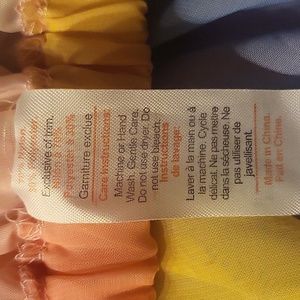 Exclusive of trim.
Garniture exclue
Care Instructions:
Machine or Hand
Wash. Gentle Care.
Do not use dryer. Do
not use bleach.
Instructions
de lavage:
Laver à la main ou à
la machine. Cycle
délicat. Ne pas mettre
dans la sécheuse. Ne
pas utiliser de
javellisant.
Made in China.
Fait en Chine.